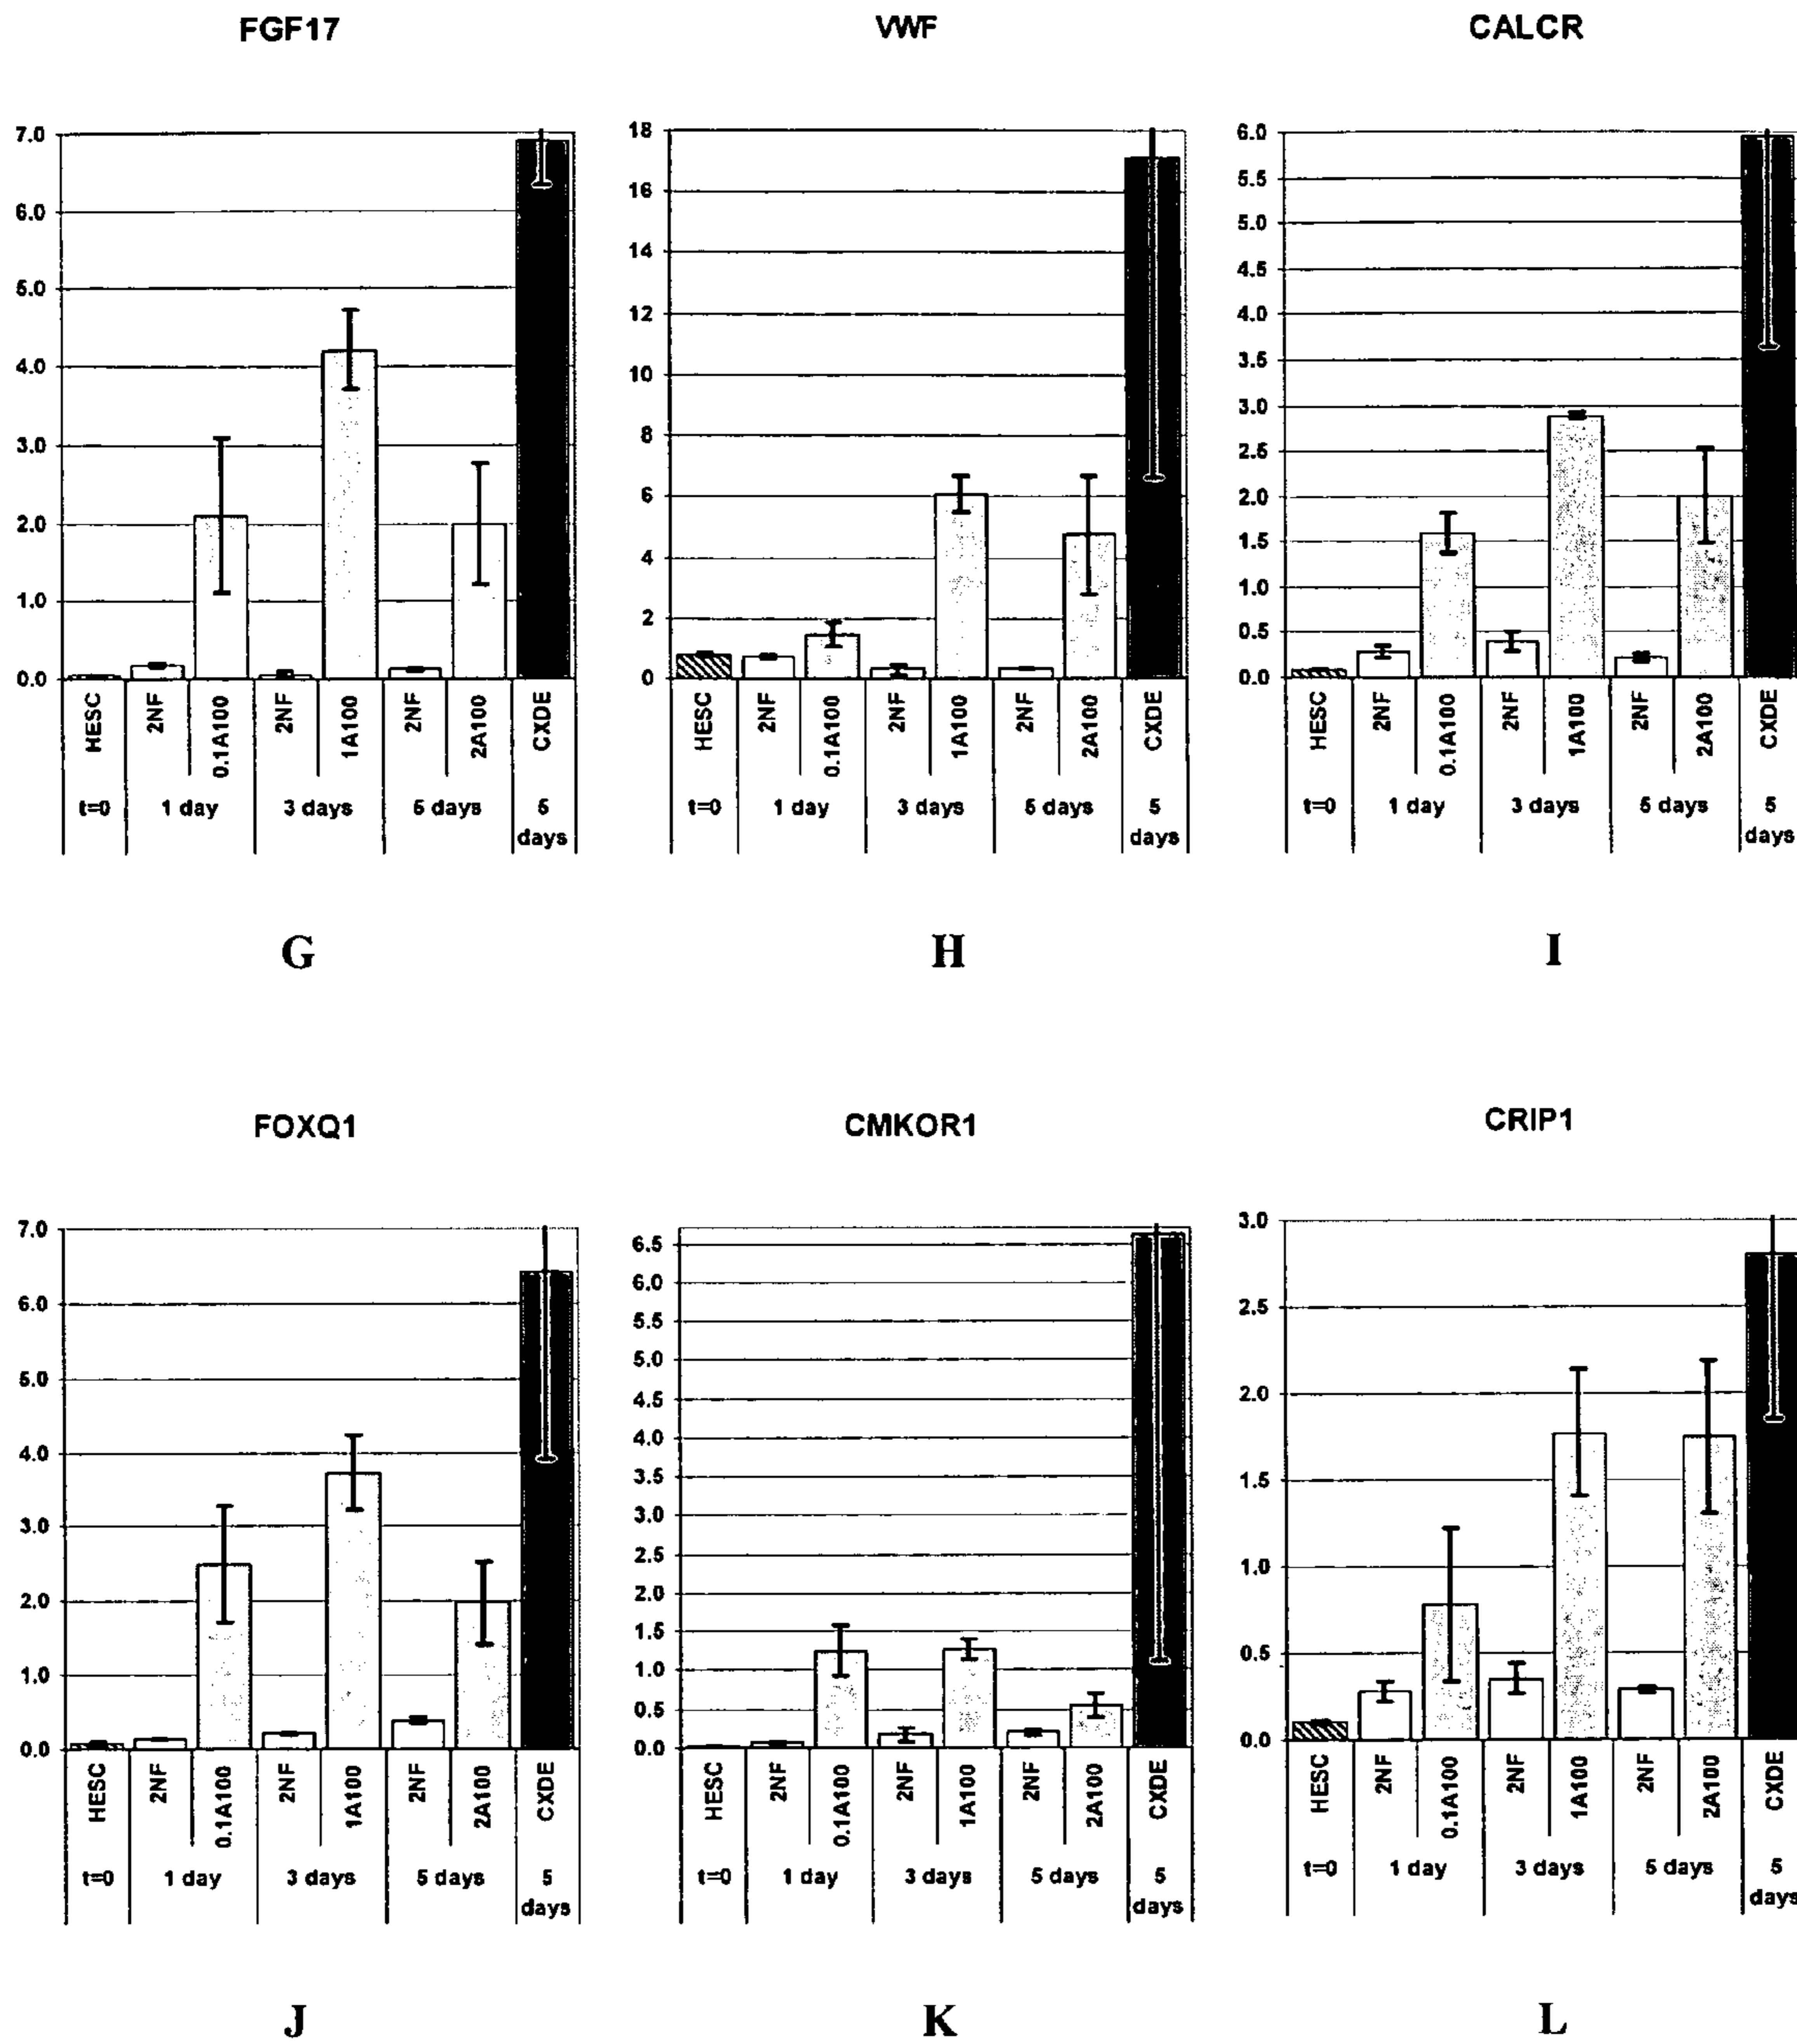 FGF17
7.0
6.0
5.0
4.0
3.0
2.0
1.0
0.0
HESC
2NF
0.1A100
2NF
1A100
2NF
2A100
CXDE
t=0 1 day 3 days 5 days 5
days
G
VWF
18
16
14
12
10
8
6
4
2
0
HESC
2NF
0.1A100
2NF
1A100
2NF
2A100
CXDE
t=0 1 day 3 days 5 days 5
days
H
CALCR
6.0
5.5
5.0
4.5
4.0
3.5
3.0
2.5
2.0
1.5
1.0
0.5
0.0
HESC
2NF
0.1A100
2NF
1A100
2NF
2A100
CXDE
t=0 1 day 3 days 5 days 5
days
I
FOXQ1
7.0
6.0
5.0
4.0
3.0
2.0
1.0
0.0
HESC
2NF
0.1A100
2NF
1A100
2NF
2A100
CXDE
t=0 1 day 3 days 5 days 5
days
J
CMKOR1
6.5
6.0
5.5
5.0
4.5
4.0
3.5
3.0
2.5
2.0
1.5
1.0
0.5
0.0
HESC
2NF
0.1A100
2NF
1A100
2NF
2A100
CXDE
t=0 1 day 3 days 5 days 5
days
K
CRIP1
3.0
2.5
2.0
1.5
1.0
0.5
0.0
HESC
2NF
0.1A100
2NF
1A100
2NF
2A100
CXDE
t=0 1 day 3 days 5 days 5
days
L